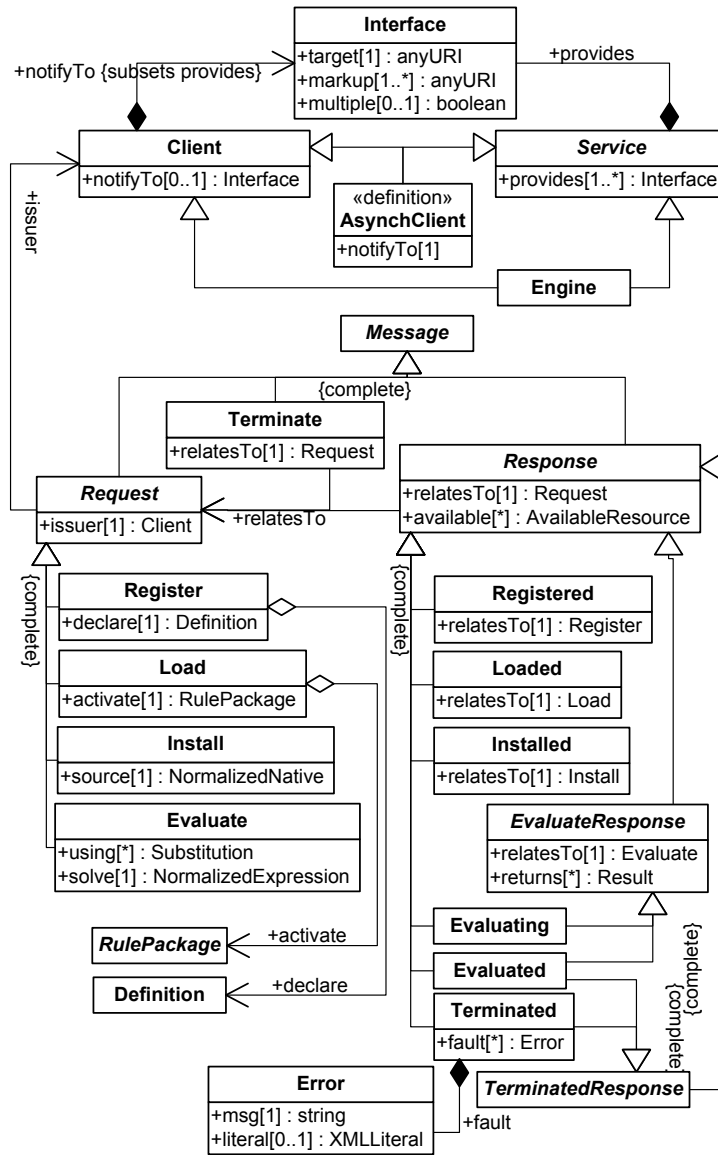 Interface
+target[1] : anyURI
+markup[1..*] : anyURI
+multiple[0..1] : boolean
+notifyTo {subsets provides}
+provides
Client
+notifyTo[0..1] : Interface
Service
+provides[1..*] : Interface
«definition»
AsynchClient
+notifyTo[1]
+issuer
Engine
Message
{complete}
Terminate
+relatesTo[1] : Request
Request
+issuer[1] : Client
+relatesTo
Response
+relatesTo[1] : Request
+available[*] : AvailableResource
{complete}
Register
+declare[1] : Definition
Load
+activate[1] : RulePackage
Install
+source[1] : NormalizedNative
Evaluate
+using[*] : Substitution
+solve[1] : NormalizedExpression
{complete}
Registered
+relatesTo[1] : Register
Loaded
+relatesTo[1] : Load
Installed
+relatesTo[1] : Install
EvaluateResponse
+relatesTo[1] : Evaluate
+returns[*] : Result
RulePackage
+activate
Definition
+declare
Evaluating
Evaluated
Terminated
+fault[*] : Error
{complete}
{complete}
TerminatedResponse
Error
+msg[1] : string
+literal[0..1] : XMLLiteral
+fault